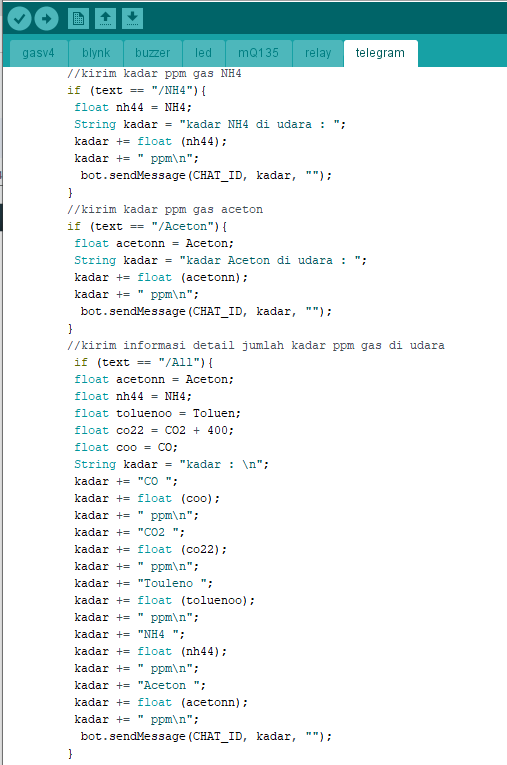 gasv4 blynk buzzer led mQ135 relay telegram
//kirim kadar ppm gas NH4
if (text == "/NH4"){
float nh44 = NH4;
String kadar = "kadar NH4 di udara : ";
kadar += float (nh44);
kadar += " ppm\n";
bot.sendMessage(CHAT_ID, kadar, "");
}
//kirim kadar ppm gas aceton
if (text == "/Aceton"){
float acetonn = Aceton;
String kadar = "kadar Aceton di udara : ";
kadar += float (acetonn);
kadar += " ppm\n";
bot.sendMessage(CHAT_ID, kadar, "");
}
//kirim informasi detail jumlah kadar ppm gas di udara
if (text == "/All"){
float acetonn = Aceton;
float nh44 = NH4;
float toluenoo = Toluen;
float co22 = CO2 + 400;
float coo = CO;
String kadar = "kadar : \n";
kadar += "CO ";
kadar += float (coo);
kadar += " ppm\n";
kadar += "CO2 ";
kadar += float (co22);
kadar += " ppm\n";
kadar += "Touleno ";
kadar += float (toluenoo);
kadar += " ppm\n";
kadar += "NH4 ";
kadar += float (nh44);
kadar += " ppm\n";
kadar += "Aceton ";
kadar += float (acetonn);
kadar += " ppm\n";
bot.sendMessage(CHAT_ID, kadar, "");
}